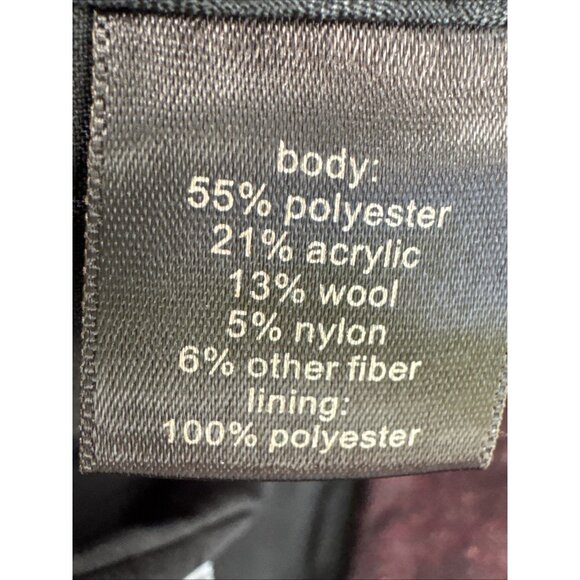 body:
55% polyester
21% acrylic
13% wool
5% nylon
6% other fiber
lining:
100% polyester